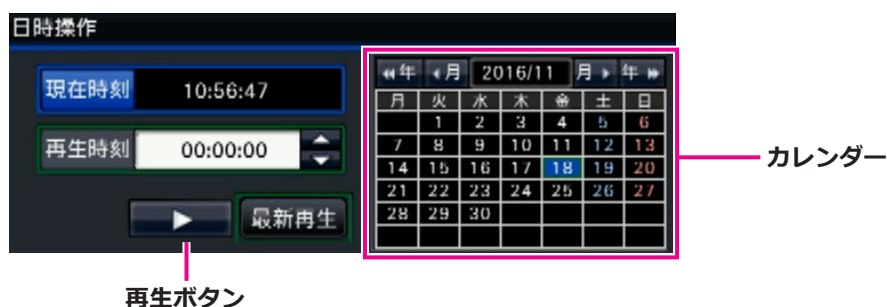 日時操作
現在時刻 10:56:47
再生時刻 00:00:00
最新再生
再生ボタン
年 月 2016/11 月 年
月 火 水 木 金 土 日
1 2 3 4 5 6
7 8 9 10 11 12 13
14 15 16 17 18 19 20
21 22 23 24 25 26 27
28 29 30
カレンダー